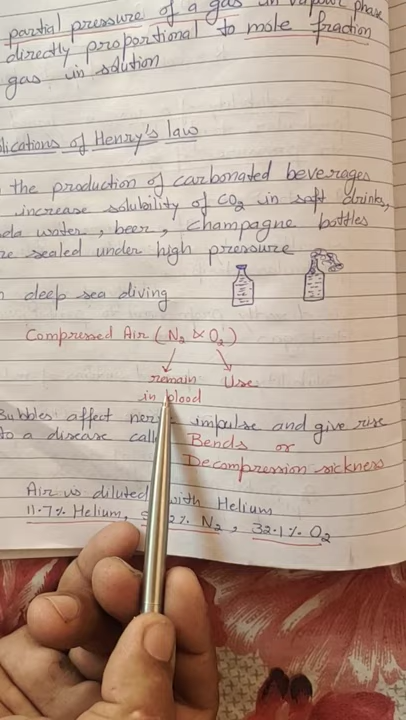 partial pressure of a gas in vapour phase
directly proportional to mole fraction
gas in solution
plications of Henry's law
the production of carbonated beverages
increase solubility of CO2 in soft drinks,
da water, beer, champagne bottles
re sealed under high pressure
deep sea diving
Compressed Air (N2 & O2)
remain Use
in blood
Bubbles affect impulse and give rise
to a disease Bends or
Decompression sickness
Air is diluted with Helium
11.7% Helium, 2% N2, 32.1% O2